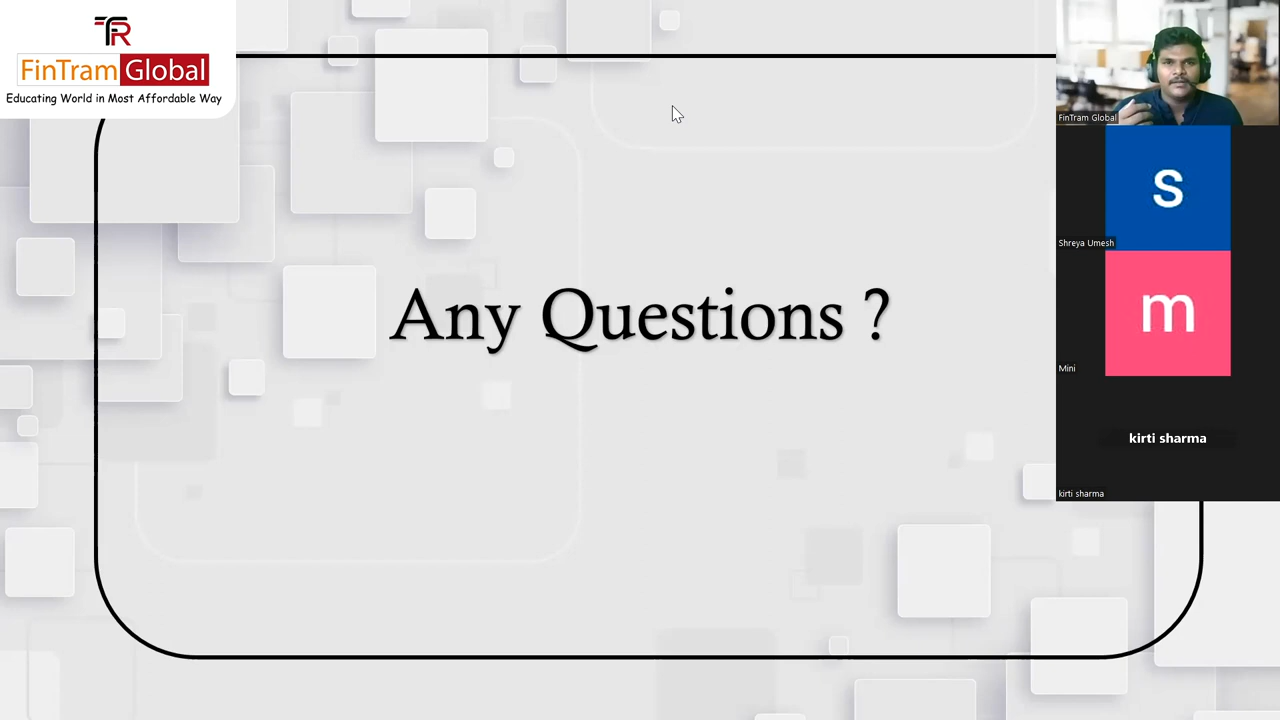 TR
FinTram Global
Educating World in Most Affordable Way
Any Questions ?
FinTram Global
s
Shreya Umesh
m
Mini
kirti sharma
kirti sharma